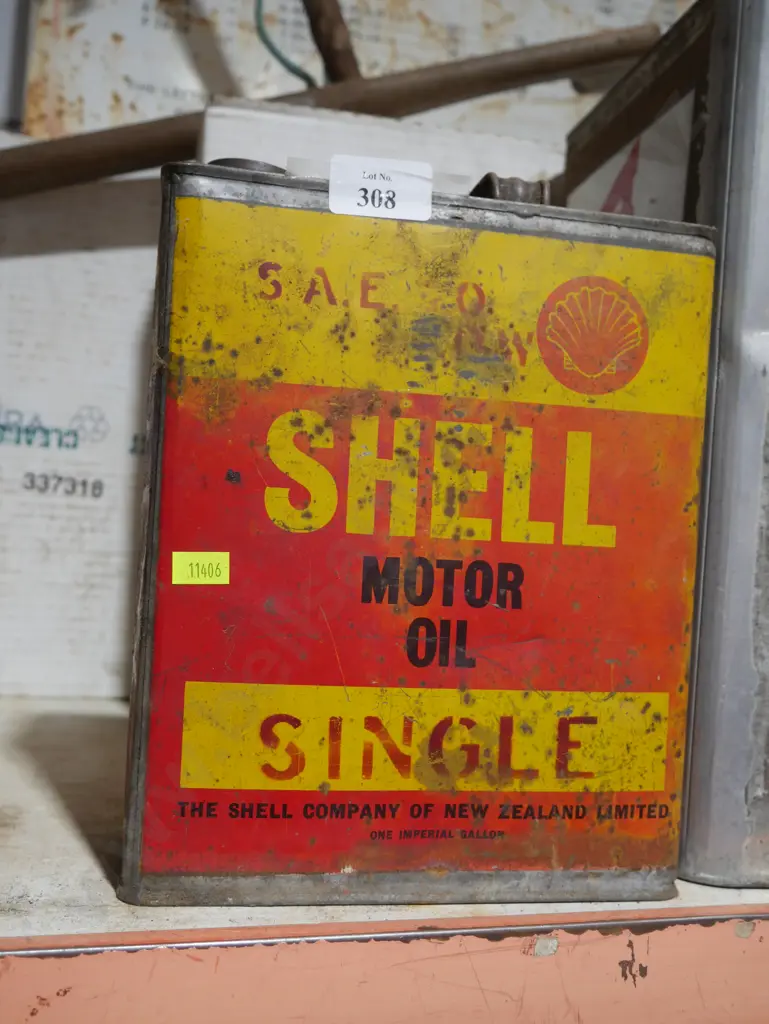 Lot No.
308
S.A.E. 0
W
SHELL
337318
11406
MOTOR
OIL
SINGLE
THE SHELL COMPANY OF NEW ZEALAND LIMITED
ONE IMPERIAL GALLON